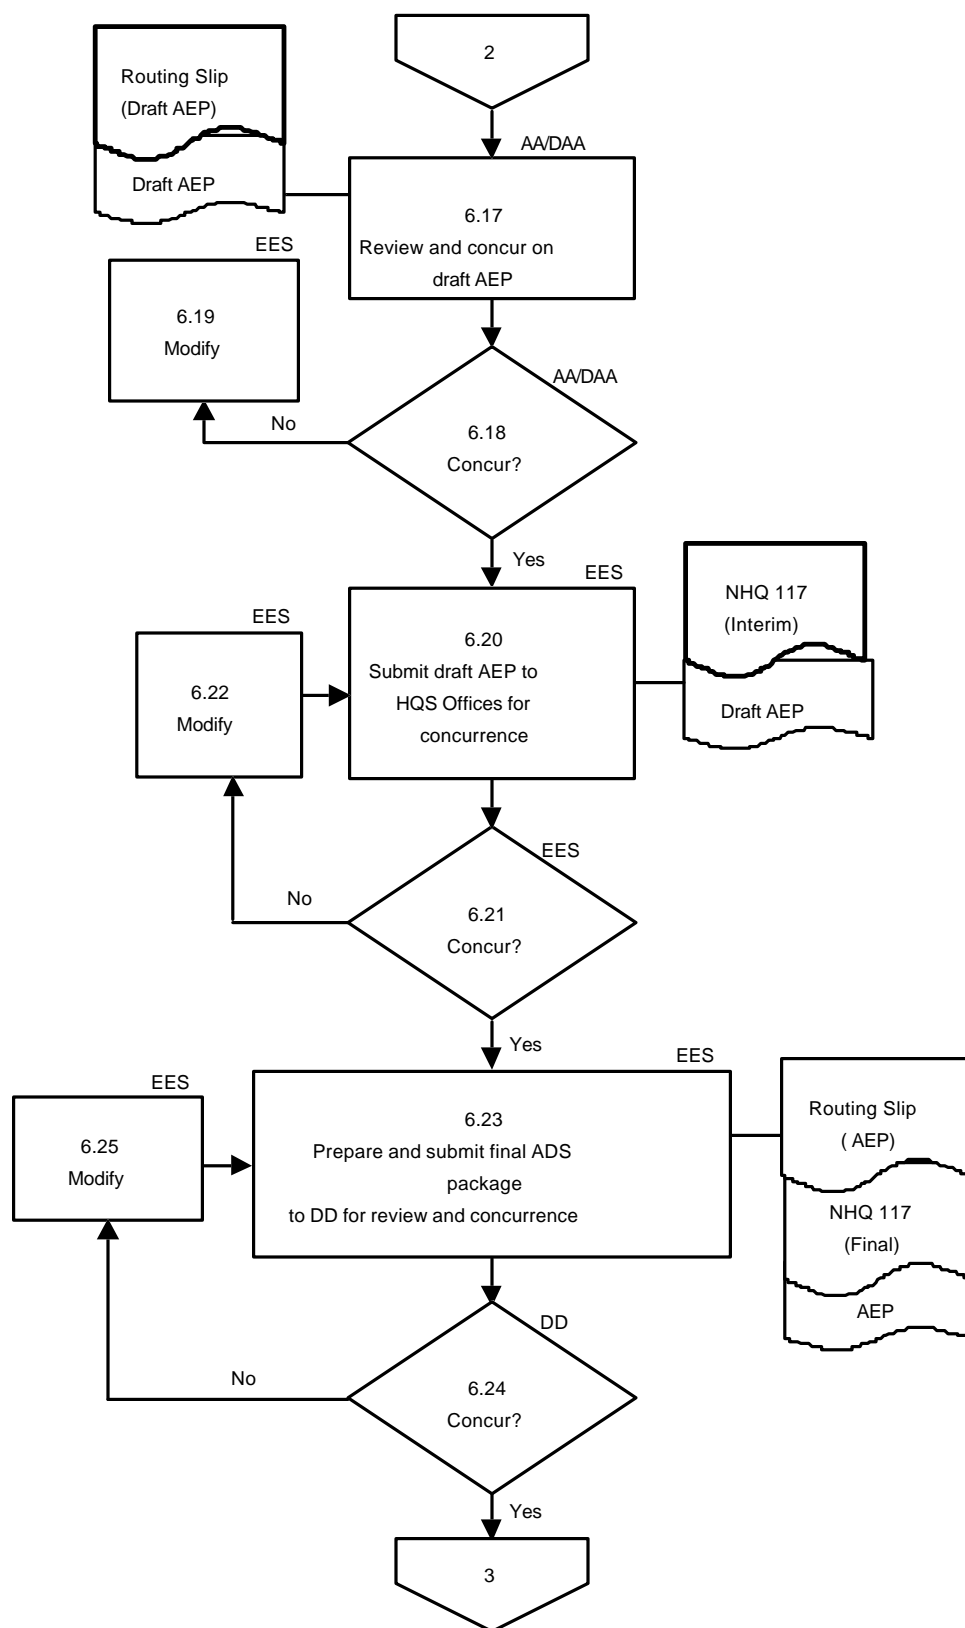 2
Routing Slip
(Draft AEP)
Draft AEP
AA/DAA
6.17
Review and concur on
draft AEP
EES
6.19
Modify
AA/DAA
No
6.18
Concur?
Yes
EES
NHQ 117
(Interim)
Draft AEP
EES
6.20
Submit draft AEP to
HQS Offices for
concurrence
6.22
Modify
EES
No
6.21
Concur?
Yes
EES
EES
6.23
Prepare and submit final ADS
package
to DD for review and concurrence
Routing Slip
( AEP)
NHQ 117
(Final)
AEP
6.25
Modify
DD
No
6.24
Concur?
Yes
3